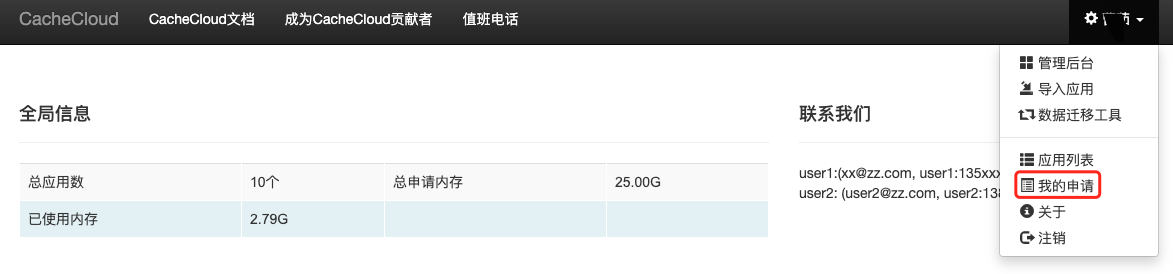 CacheCloud CacheCloud文档 成为CacheCloud贡献者 值班电话
管理后台
导入应用
数据迁移工具
应用列表
我的申请
关于
注销
全局信息
总应用数 10个 总申请内存 25.00G
已使用内存 2.79G
联系我们
user1:(xx@zz.com, user1:135xxx
user2: (user2@zz.com, user2:138